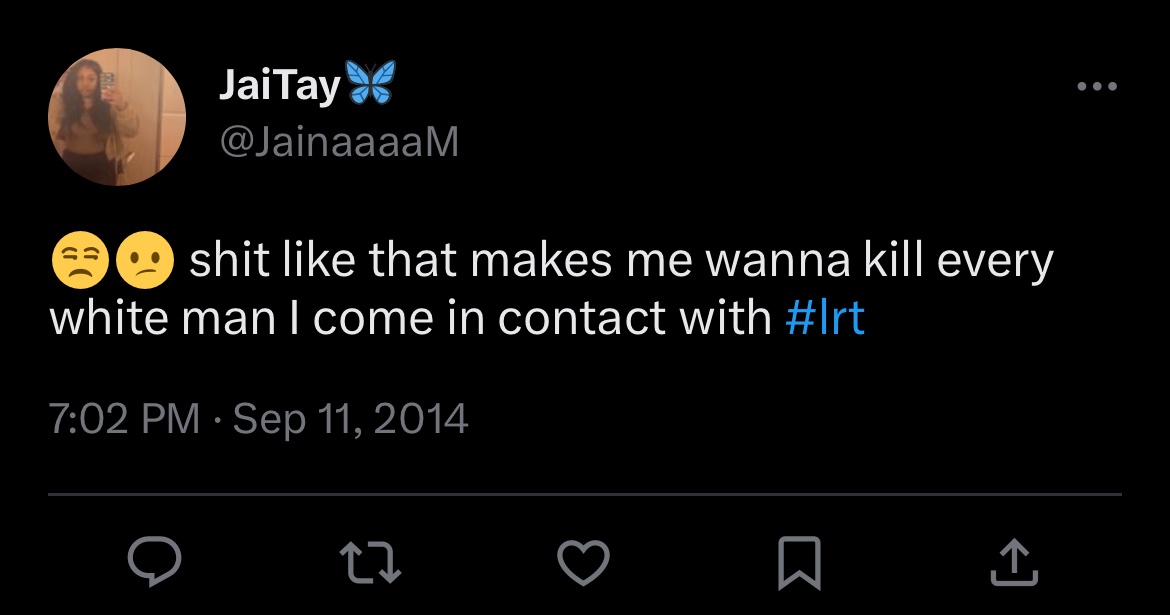 JaiTay🦋
@JainaaaaM
😒😕 shit like that makes me wanna kill every
white man I come in contact with #lrt
7:02 PM · Sep 11, 2014